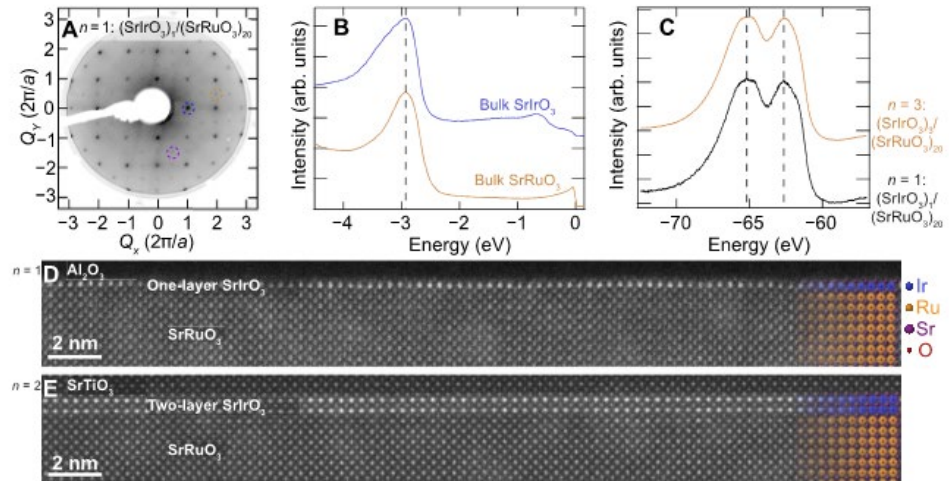 A n=1: (SrIrO3)1/(SrRuO3)20
3
2
1
0
−1
−2
−3
QY (2π/a)
−3 −2 −1 0 1 2 3
Qx (2π/a)
B
Intensity (arb. units)
Bulk SrIrO3
Bulk SrRuO3
−4 −3 −2 −1 0
Energy (eV)
C
Intensity (arb. units)
−70 −65 −60
Energy (eV)
n = 3:
(SrIrO3)3/
(SrRuO3)20
n = 1:
(SrIrO3)1/
(SrRuO3)20
n = 1
D Al2O3
One-layer SrIrO3
SrRuO3
2 nm
Ir
Ru
Sr
O
n = 2
E SrTiO3
Two-layer SrIrO3
SrRuO3
2 nm